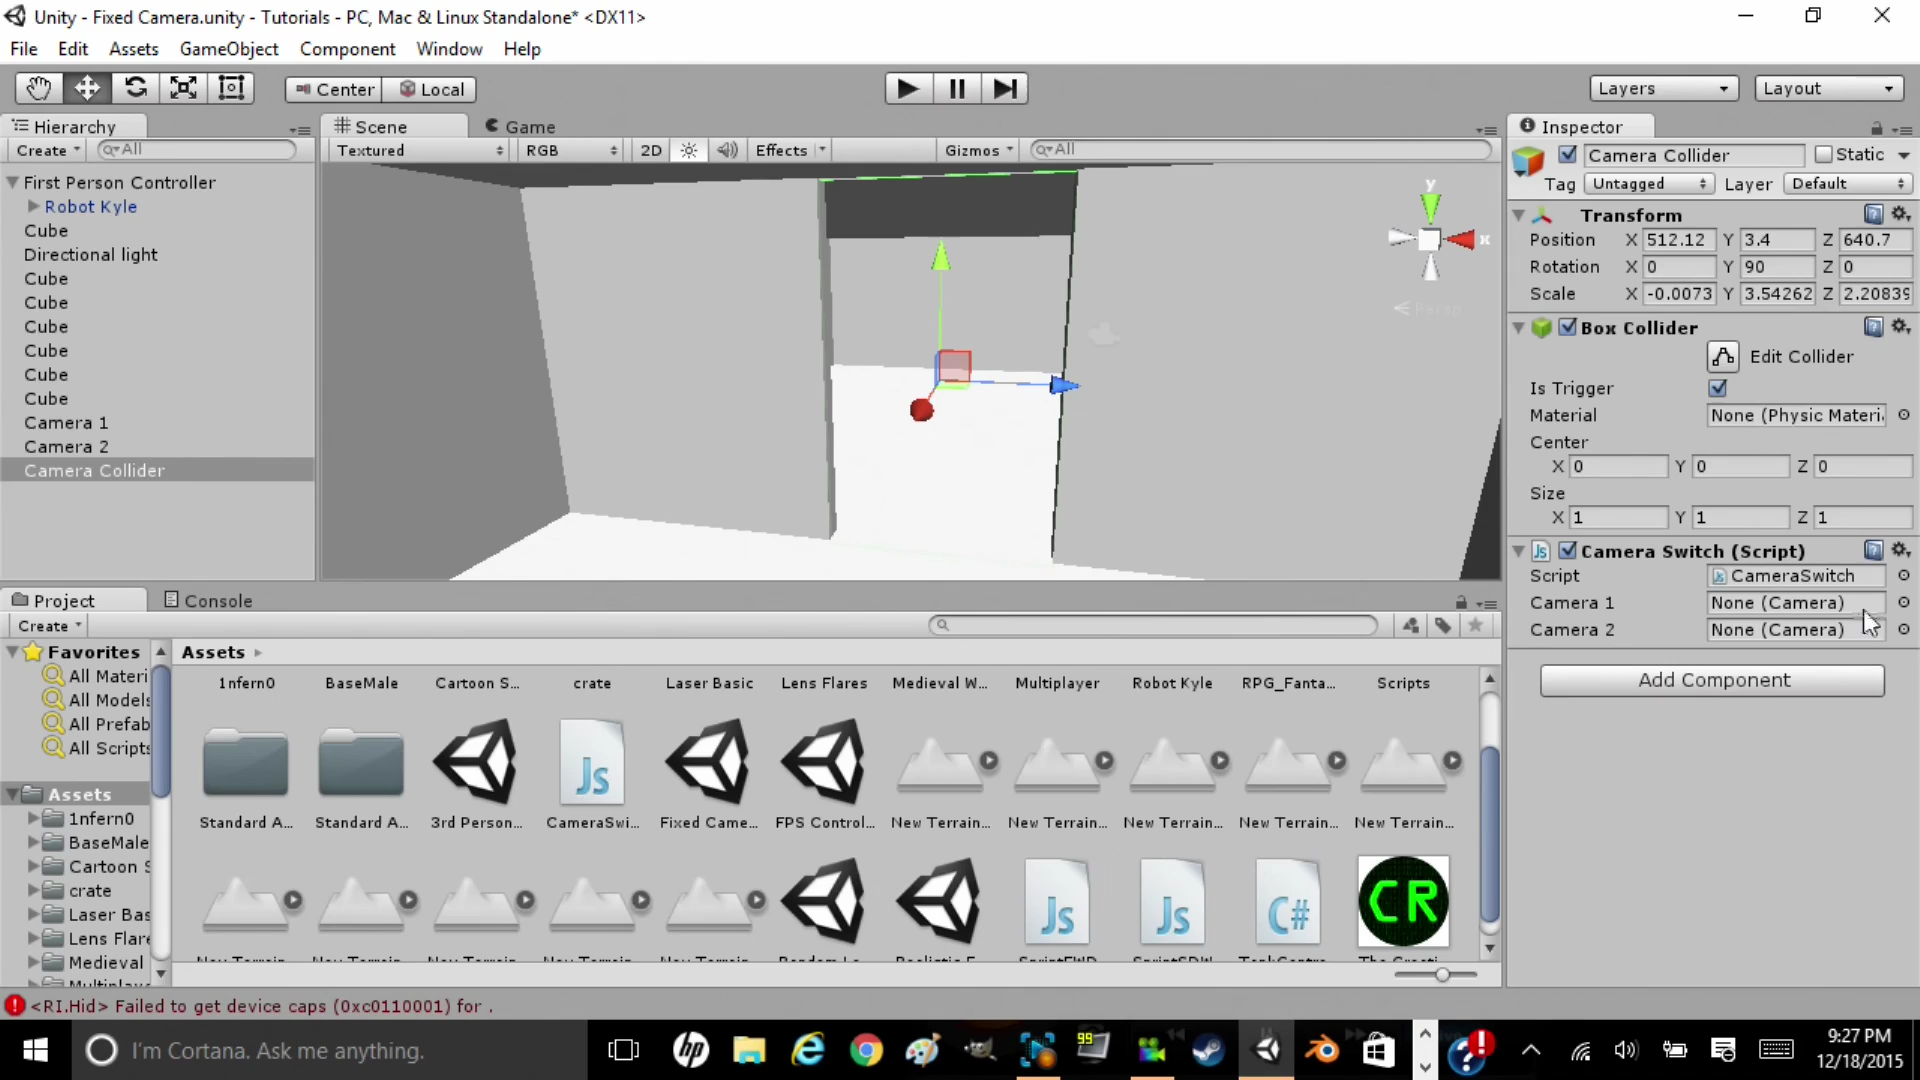 Unity - Fixed Camera.unity - Tutorials - PC, Mac & Linux Standalone* <DX11>
File Edit Assets GameObject Component Window Help
Center Local Layers Layout
Hierarchy
Create All
First Person Controller
Robot Kyle
Cube
Directional light
Cube
Cube
Cube
Cube
Cube
Cube
Camera 1
Camera 2
Camera Collider
Scene Game
Textured RGB 2D Effects Gizmos All
y
x
Persp
Inspector
Camera Collider Static
Tag Untagged Layer Default
Transform
Position X 512.12 Y 3.4 Z 640.7
Rotation X 0 Y 90 Z 0
Scale X -0.0073 Y 3.54262 Z 2.20839
Box Collider
Edit Collider
Is Trigger
Material None (Physic Materi
Center
X 0 Y 0 Z 0
Size
X 1 Y 1 Z 1
Js Camera Switch (Script)
Script CameraSwitch
Camera 1 None (Camera)
Camera 2 None (Camera)
Add Component
Project Console
Create
Favorites
All Materi
All Models
All Prefab
All Scripts
Assets
1nfern0
BaseMale
Cartoon S
crate
Laser Bas
Lens Flare
Medieval
Assets
1nfern0 BaseMale Cartoon S... crate Laser Basic Lens Flares Medieval W... Multiplayer Robot Kyle RPG_Fanta... Scripts
Js
Standard A... Standard A... 3rd Person... CameraSwi... Fixed Came... FPS Control... New Terrain... New Terrain... New Terrain... New Terrain... New Terrain...
Js Js C# CR
<RI.Hid> Failed to get device caps (0xc0110001) for .
I'm Cortana. Ask me anything.
hp
99
9:27 PM
12/18/2015